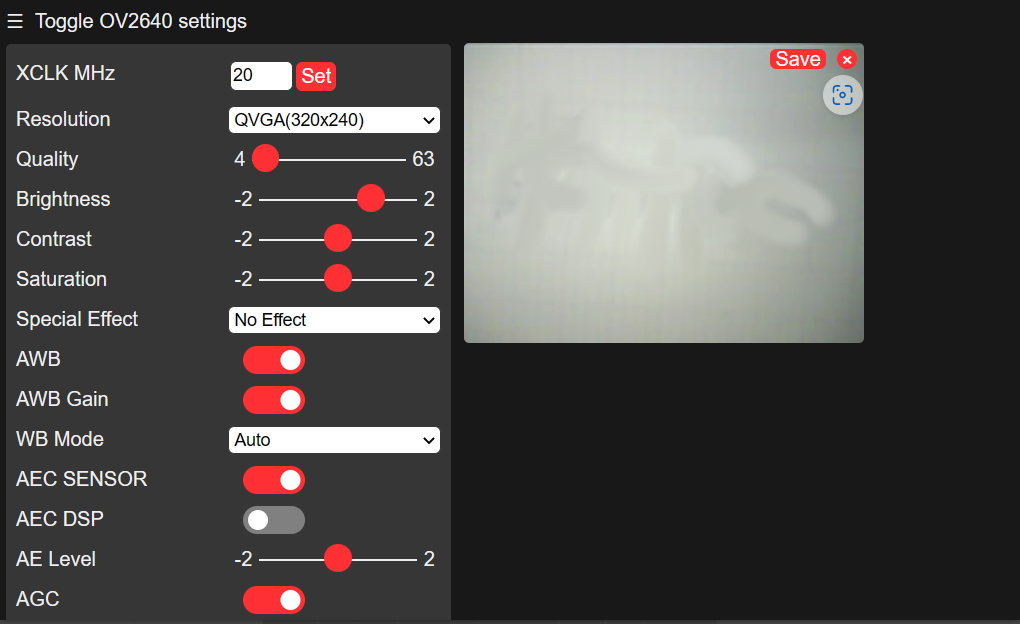 ☰ Toggle OV2640 settings
XCLK MHz 20 Set
Resolution QVGA(320x240)
Quality 4 63
Brightness -2 2
Contrast -2 2
Saturation -2 2
Special Effect No Effect
AWB
AWB Gain
WB Mode Auto
AEC SENSOR
AEC DSP
AE Level -2 2
AGC
Save ×